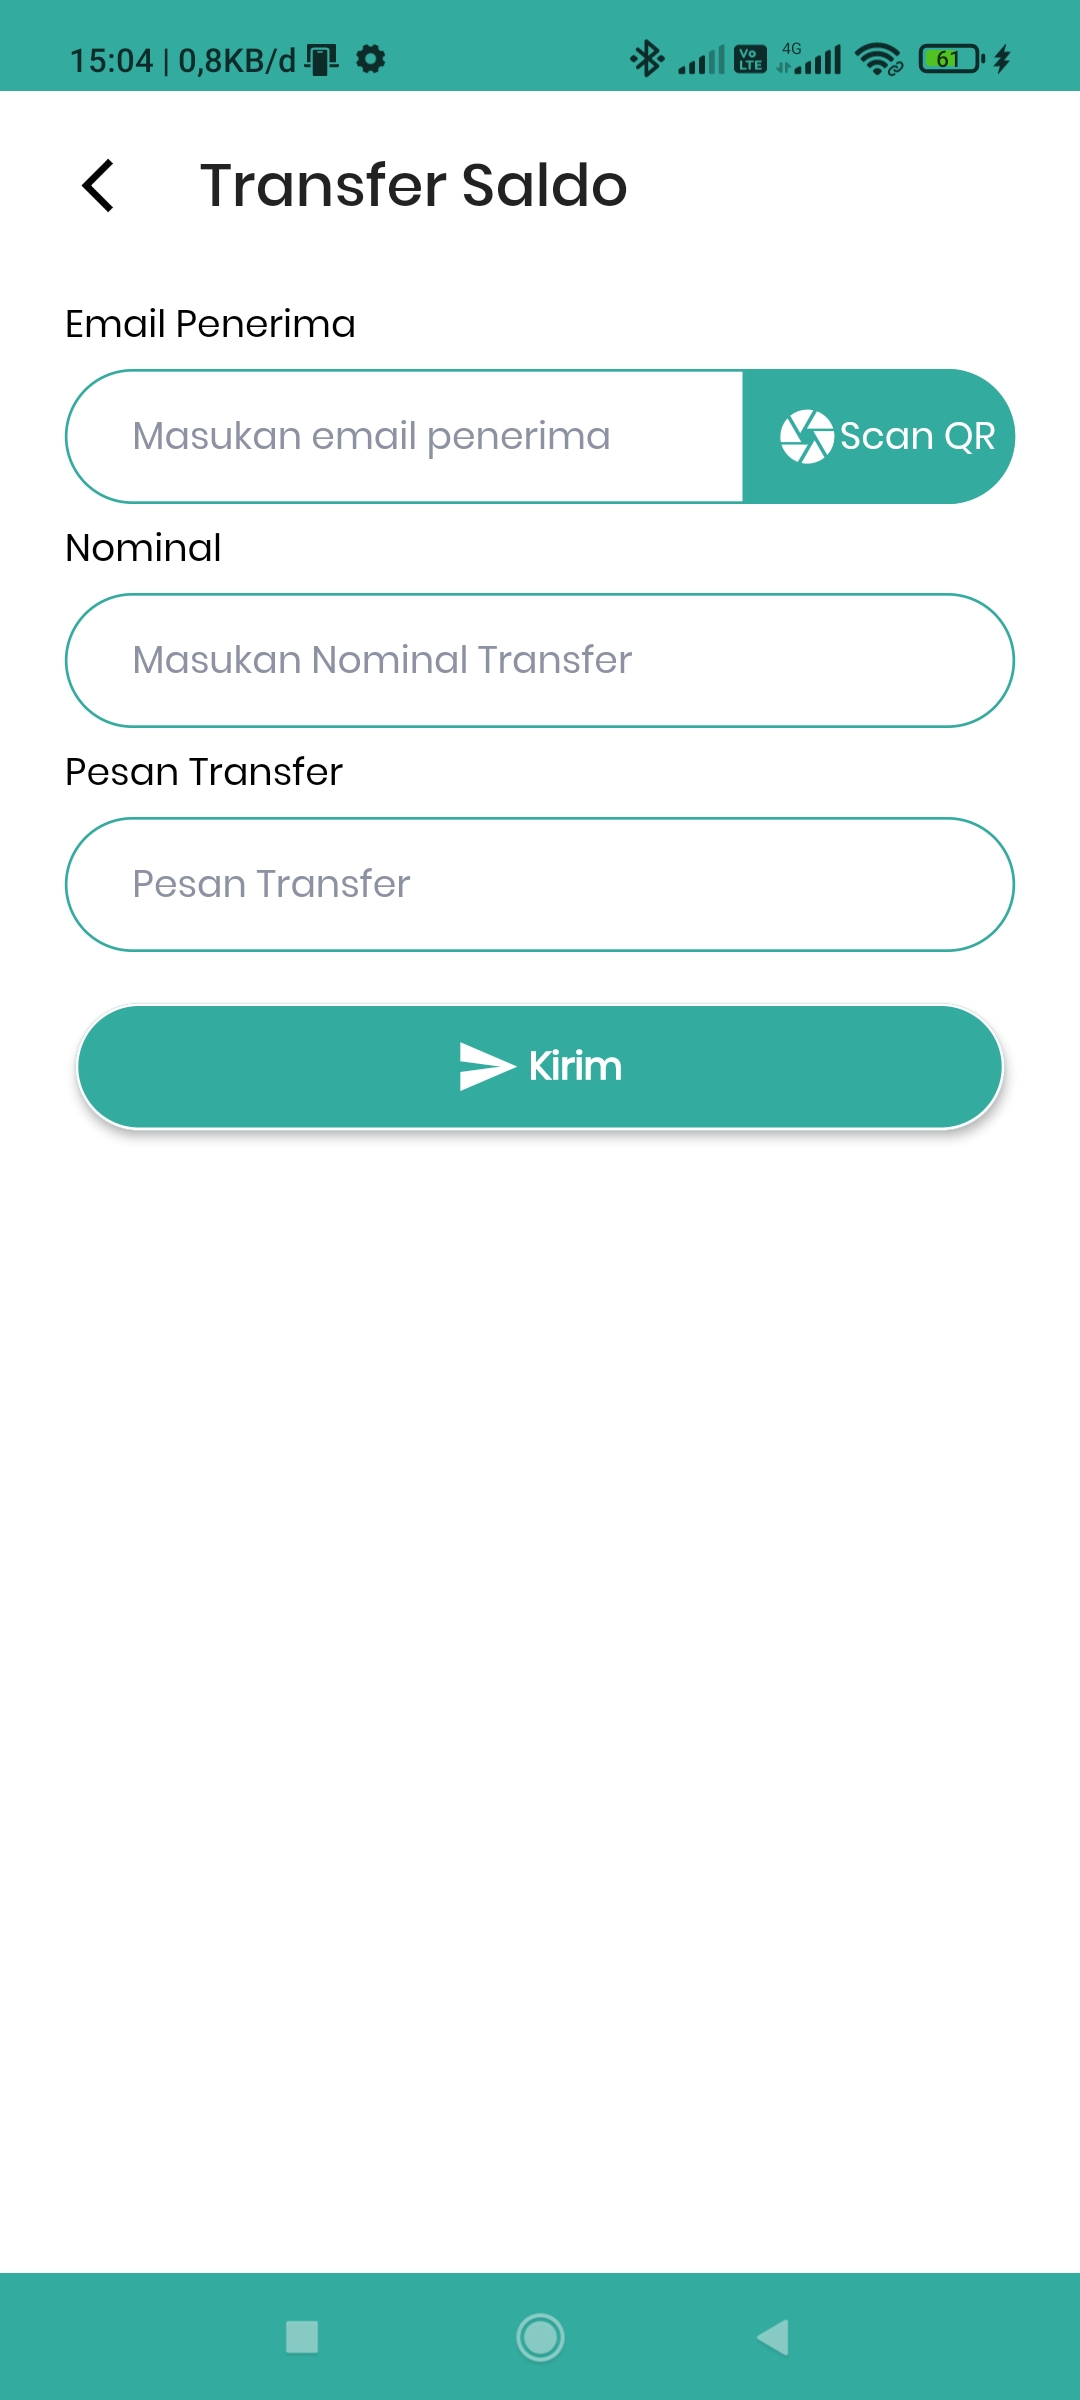 15:04 | 0,8KB/d
Vo LTE
4G
61
Transfer Saldo
Email Penerima
Masukan email penerima
Scan QR
Nominal
Masukan Nominal Transfer
Pesan Transfer
Pesan Transfer
Kirim